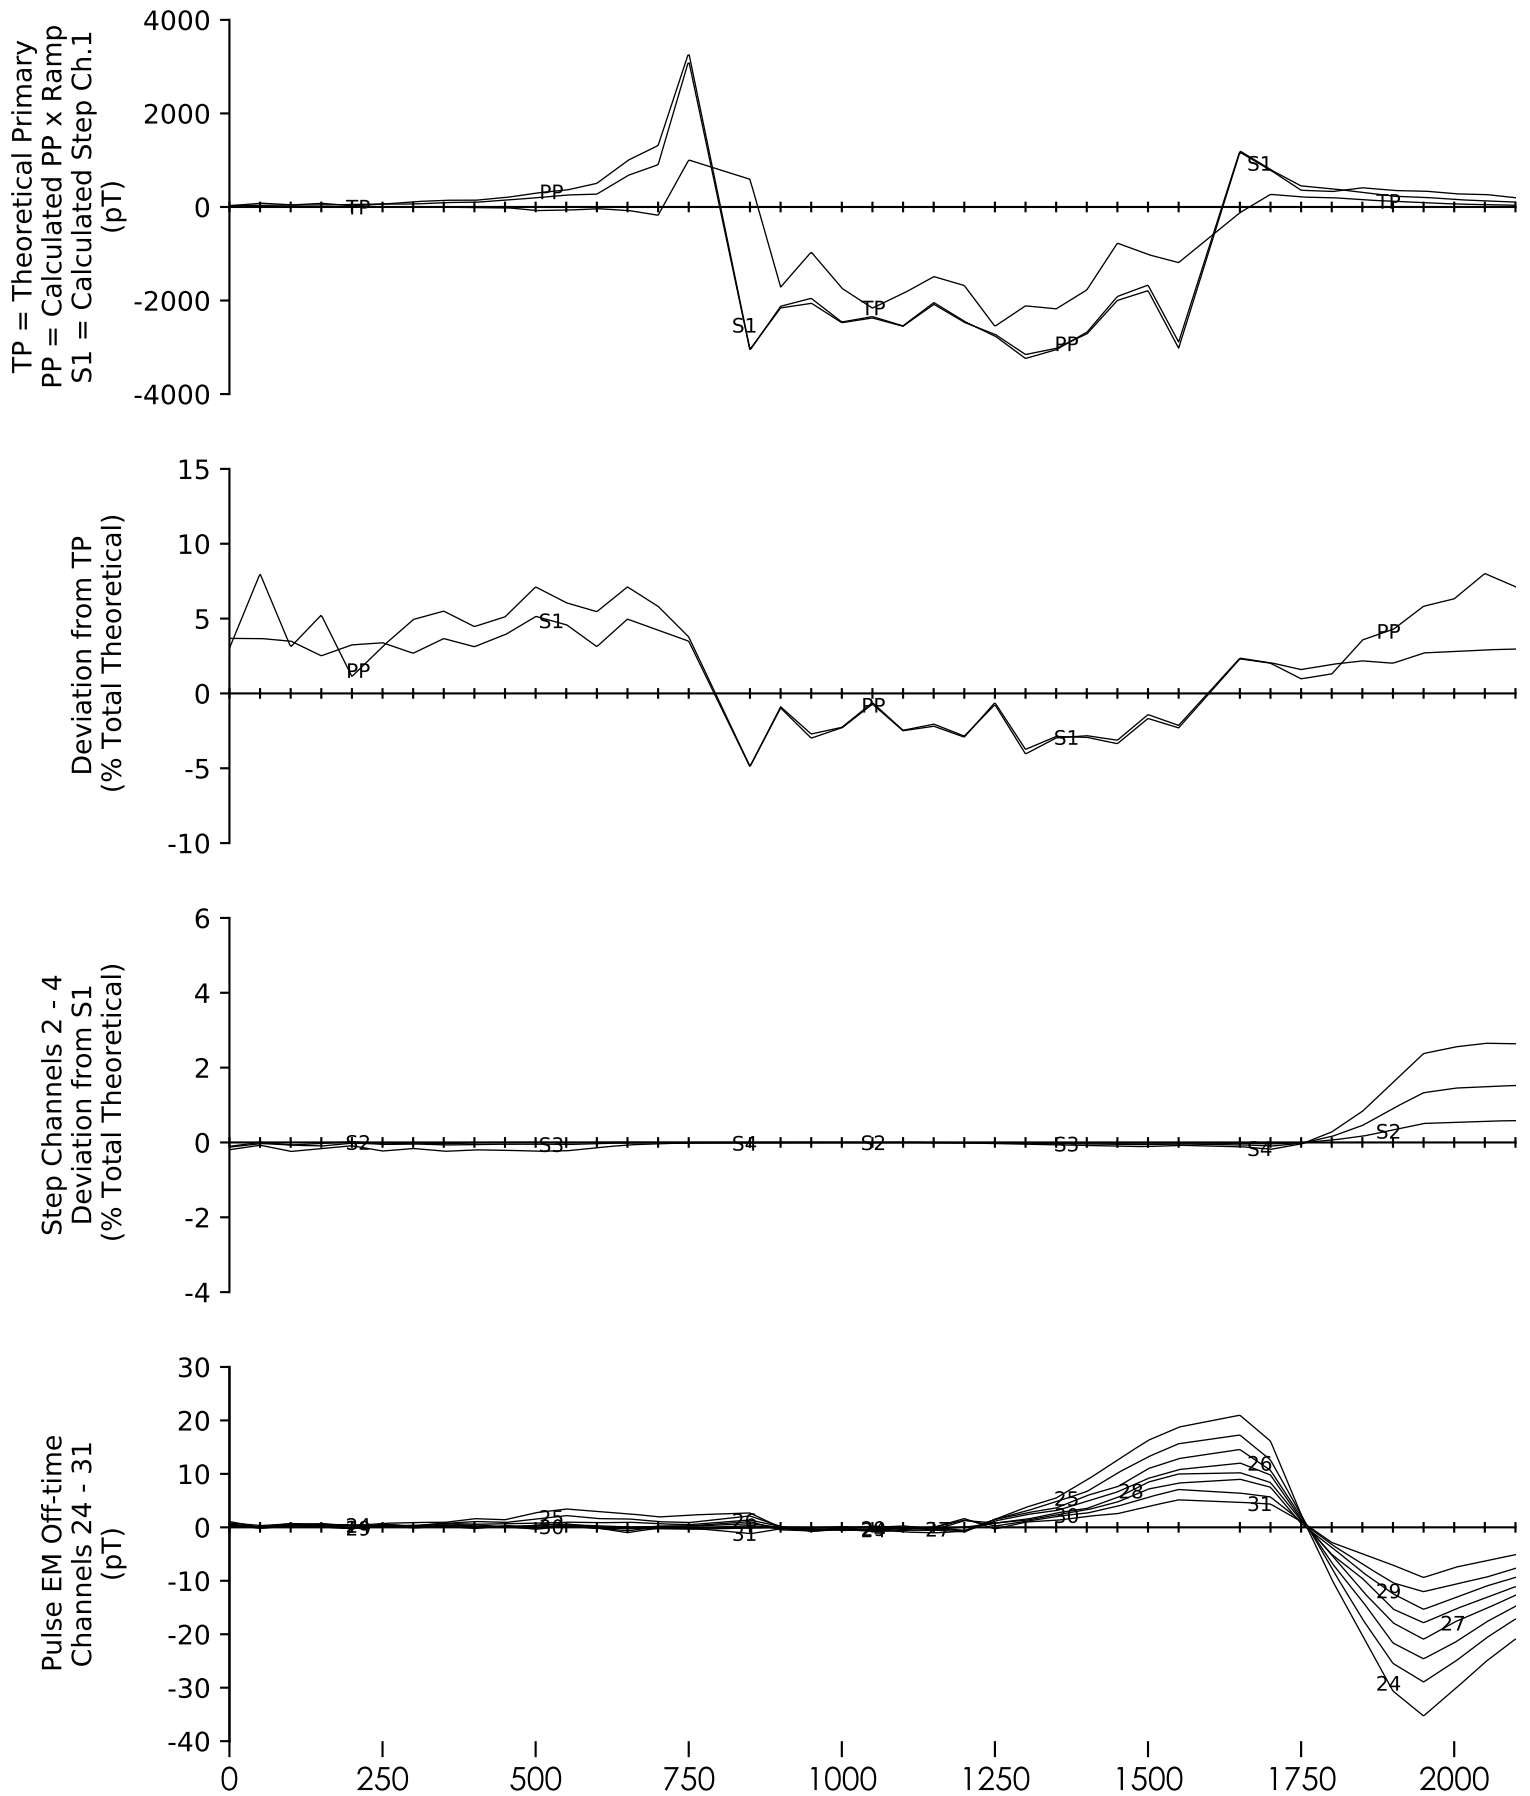 TP = Theoretical Primary
PP = Calculated PP x Ramp
S1 = Calculated Step Ch.1
(pT)
4000
2000
0
-2000
-4000
PP
TP
S1
TP
PP
S1
TP
Deviation from TP
(% Total Theoretical)
15
10
5
0
-5
-10
PP
S1
PP
S1
PP
Step Channels 2 - 4
Deviation from S1
(% Total Theoretical)
6
4
2
0
-2
-4
S2
S3
S4
S2
S3
S4
S2
Pulse EM Off-time
Channels 24 - 31
(pT)
30
20
10
0
-10
-20
-30
-40
24
29
25
30
26
31
27
25
30
28
26
31
29
24
27
0
250
500
750
1000
1250
1500
1750
2000